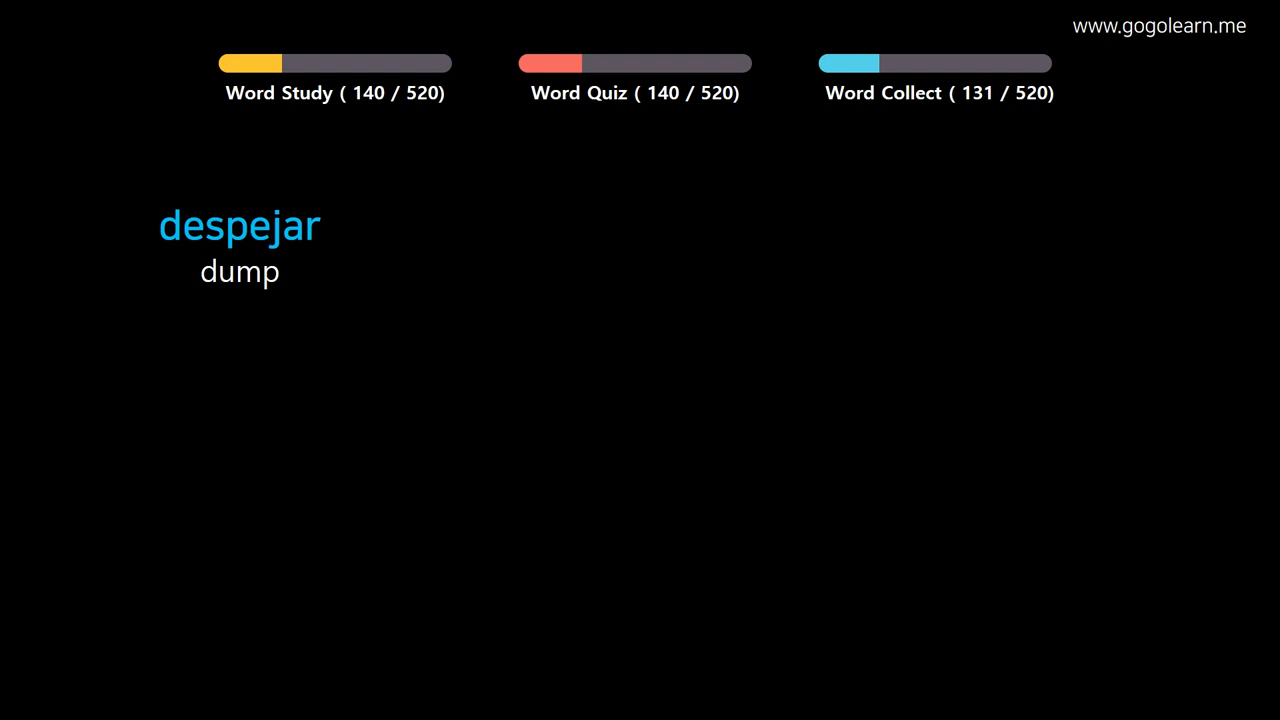 www.gogolearn.me
Word Study ( 140 / 520)
Word Quiz ( 140 / 520)
Word Collect ( 131 / 520)
despejar
dump